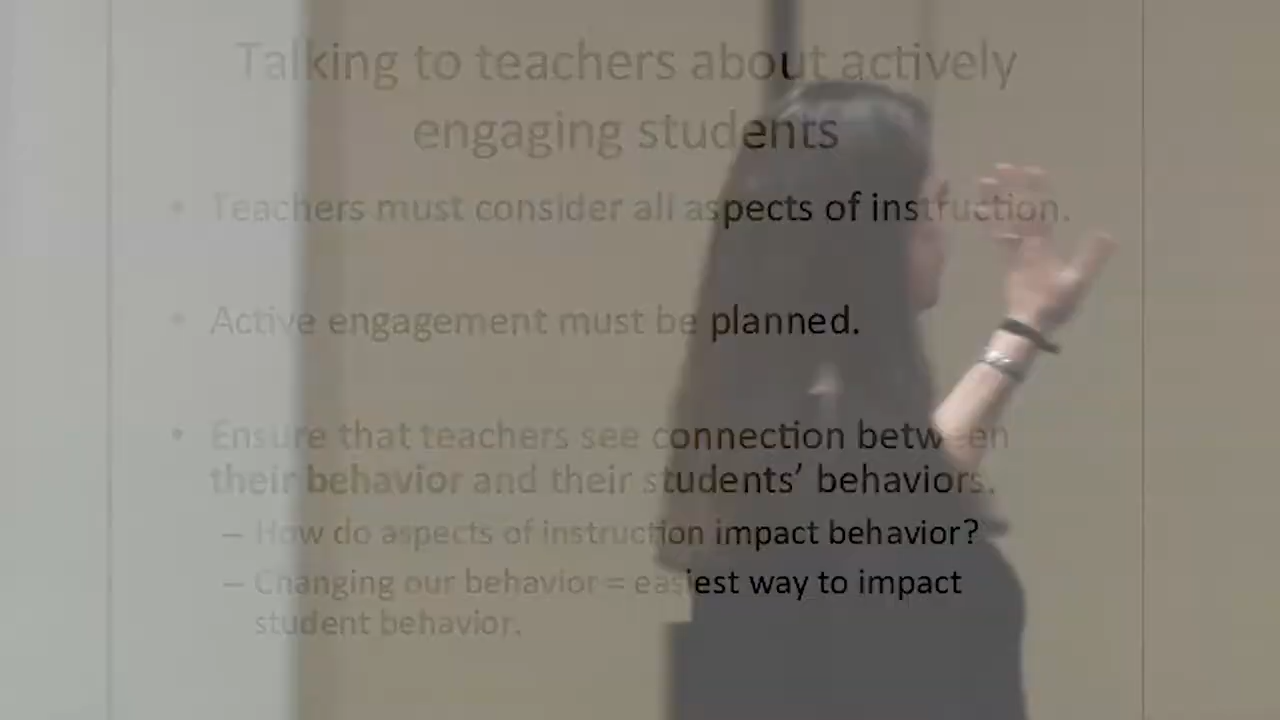 Talking to teachers about actively
engaging students
• Teachers must consider all aspects of instruction.
• Active engagement must be planned.
• Ensure that teachers see connection between
their behavior and their students’ behaviors.
– How do aspects of instruction impact behavior?
– Changing our behavior = easiest way to impact
student behavior.